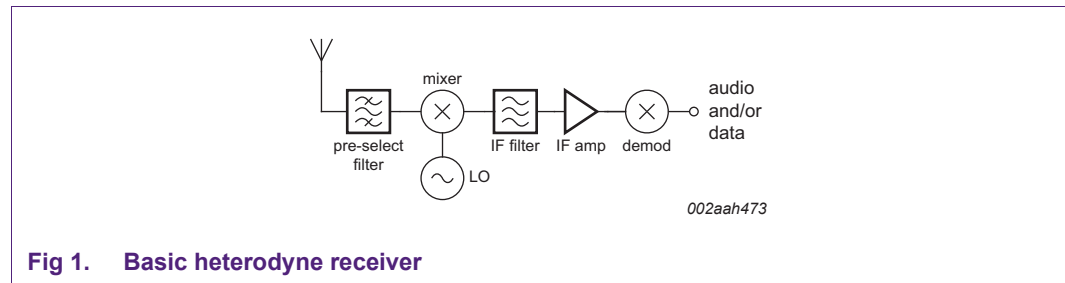 mixer
pre-select
filter
LO
IF filter
IF amp
demod
audio
and/or
data
002aah473
Fig 1. Basic heterodyne receiver